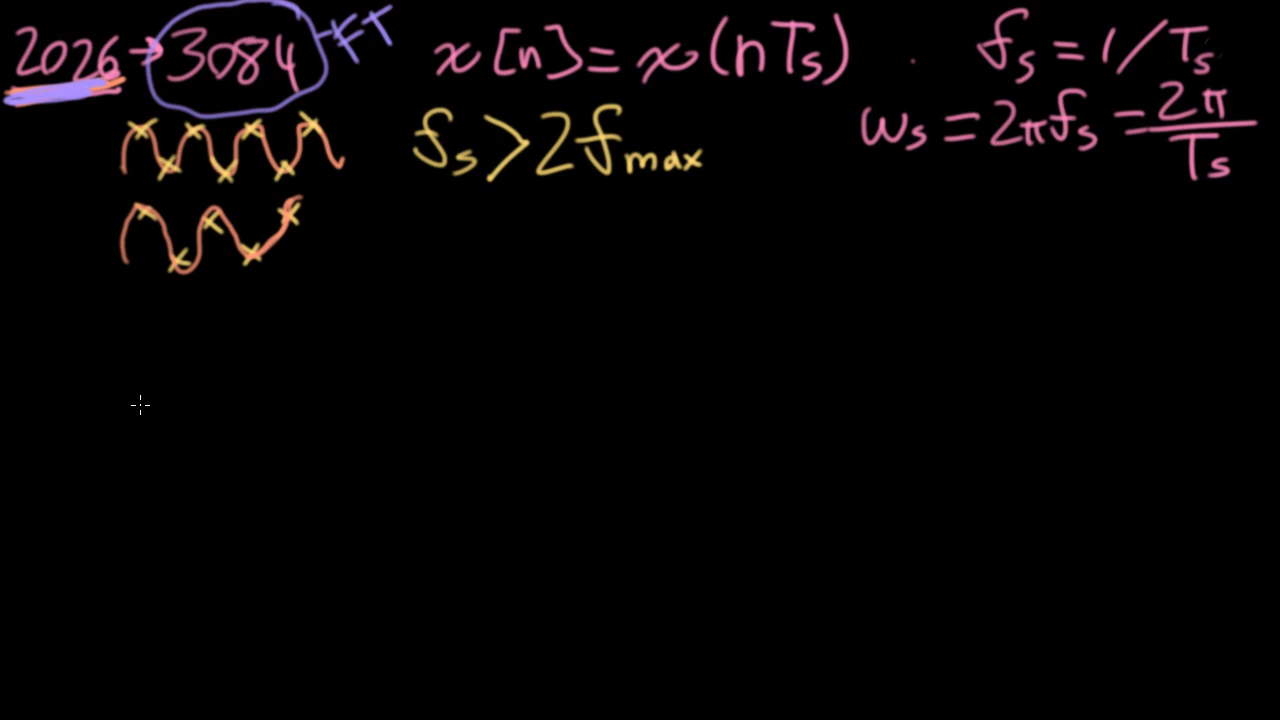 2026 → 3084 - FT
x[n] = x(nTs)
fs = 1/Ts
ωs = 2πfs = 2π/Ts
fs > 2fmax